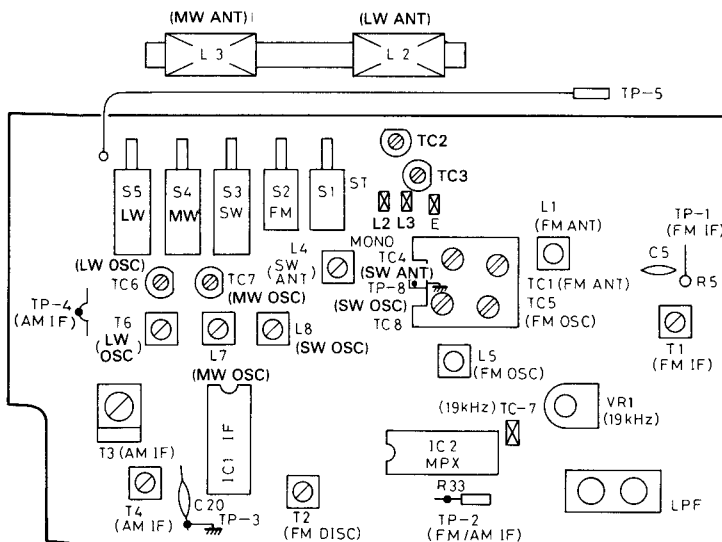 (MW ANT)
(LW ANT)
L 3
L 2
TP-5
TC2
TC3
S5
LW
S4
MW
S3
SW
S2
FM
S1
ST
L2
L3
E
MONO
L1
(FM ANT)
TP-1
(FM IF)
C5
R5
L4
(SW
ANT)
TC4
(SW ANT)
TP-8
(SW OSC)
TC8
TC1 (FM ANT)
TC5
(FM OSC)
(LW OSC)
TC6
TC7
(MW OSC)
TP-4
(AM IF)
T6
(LW
OSC)
L7
(MW OSC)
L8
(SW OSC)
T1
(FM IF)
L5
(FM OSC)
(19kHz)
TC-7
VR1
(19kHz)
T3 (AM IF)
IC1 IF
IC2
MPX
R33
TP-2
(FM/AM IF)
LPF
T4
(AM IF)
C20
TP-3
T2
(FM DISC)